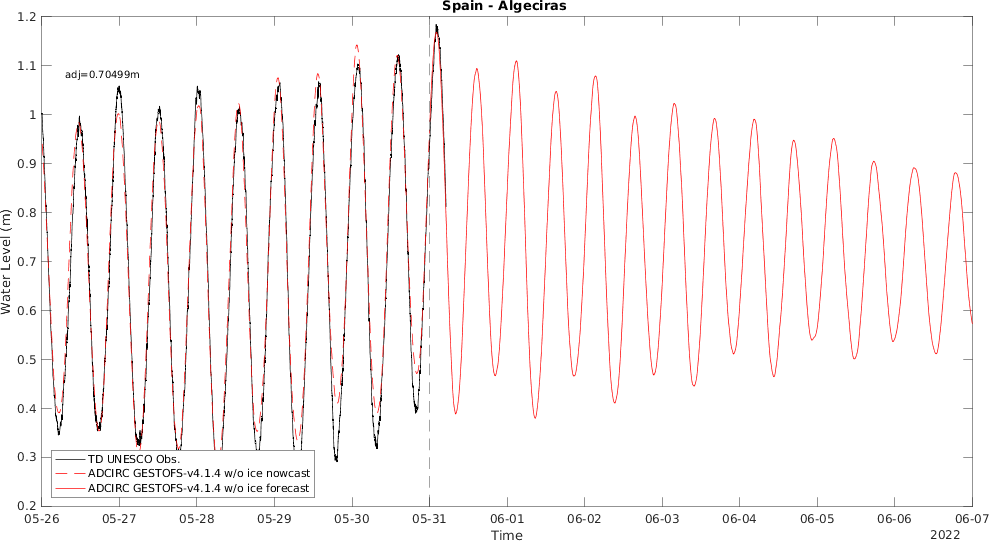 Spain - Algeciras
1.2
1.1
1
0.9
0.8
0.7
0.6
0.5
0.4
0.3
0.2
Water Level (m)
adj=0.70499m
TD UNESCO Obs.
ADCIRC GESTOFS-v4.1.4 w/o ice nowcast
ADCIRC GESTOFS-v4.1.4 w/o ice forecast
05-26 05-27 05-28 05-29 05-30 05-31 06-01 06-02 06-03 06-04 06-05 06-06 06-07
Time
2022